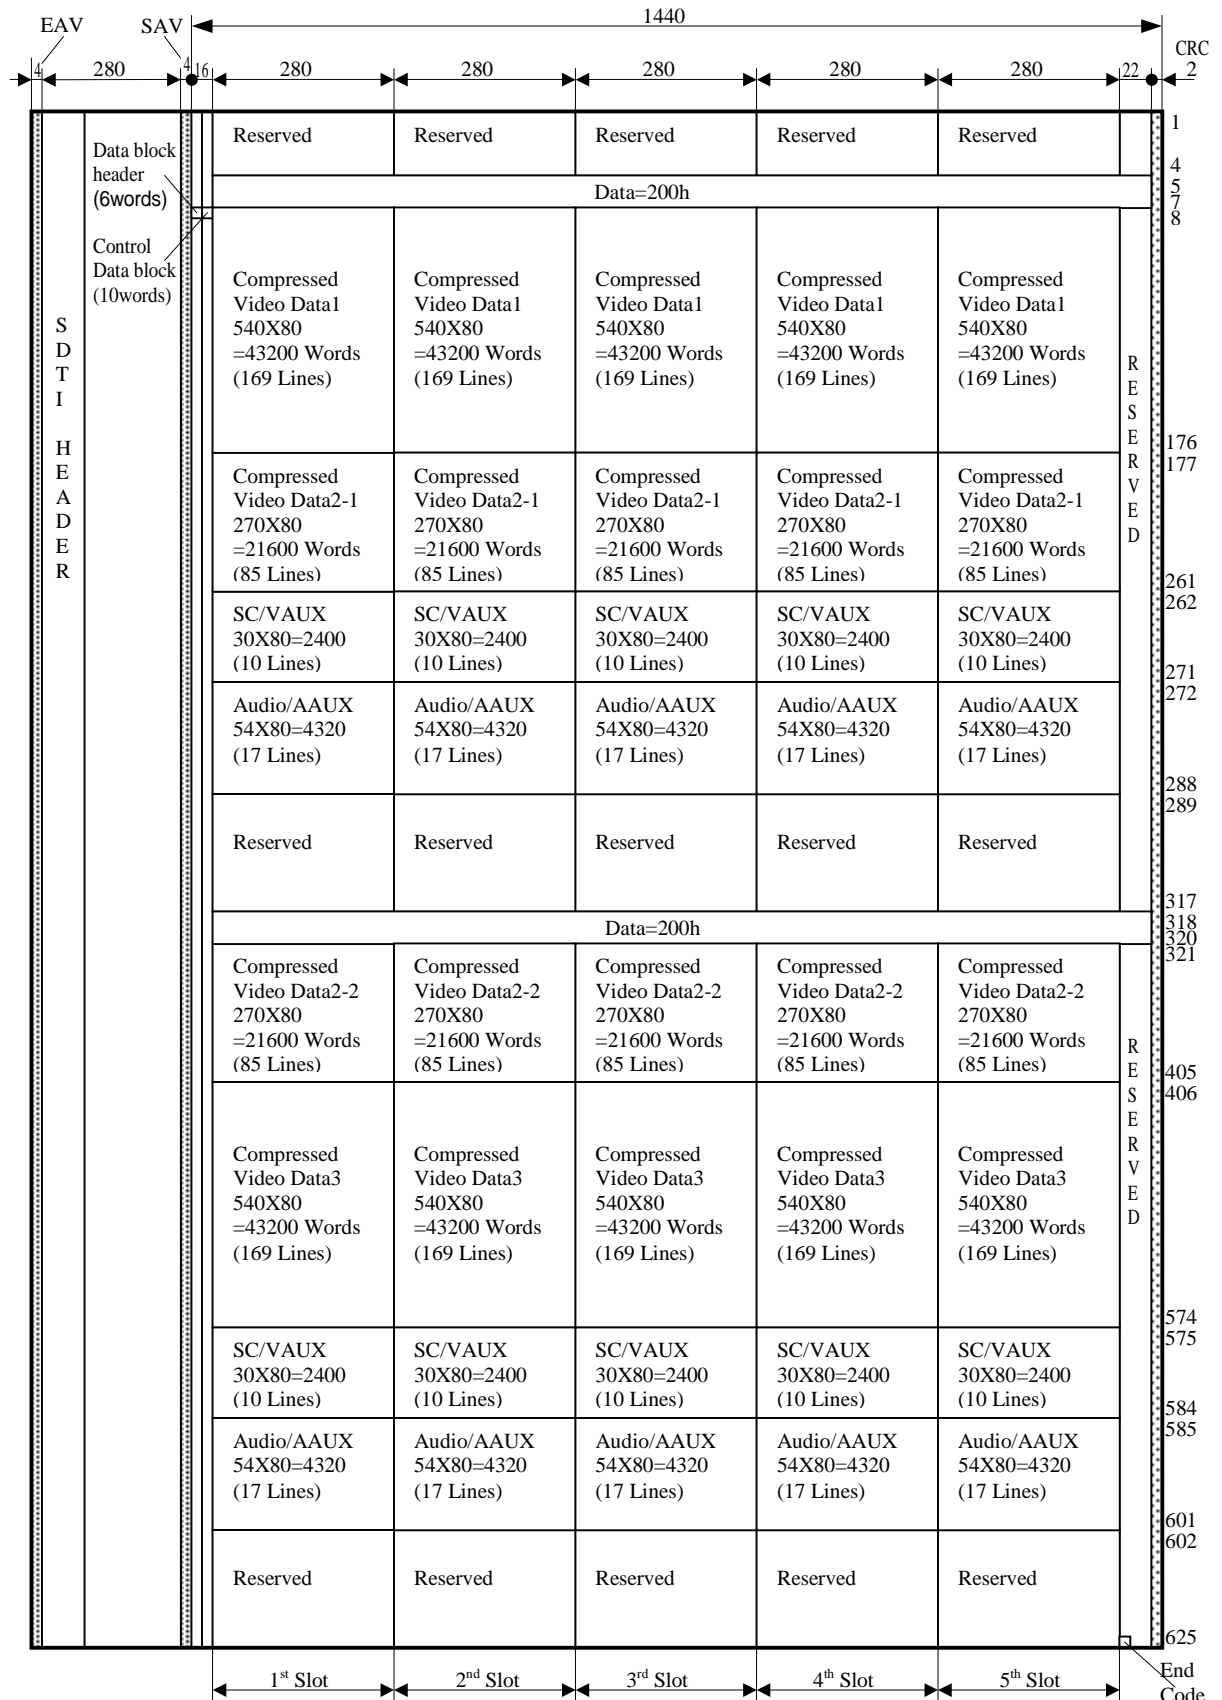 1440
EAV SAV CRC
4 280 4 16 280 280 280 280 280 22 2
Reserved Reserved Reserved Reserved Reserved 1
Data block
header
(6words)
4
Data=200h 5
7
8
Control
Data block
(10words)
Compressed Compressed Compressed Compressed Compressed
Video Data1 Video Data1 Video Data1 Video Data1 Video Data1
540X80 540X80 540X80 540X80 540X80
=43200 Words =43200 Words =43200 Words =43200 Words =43200 Words
(169 Lines) (169 Lines) (169 Lines) (169 Lines) (169 Lines)
SDTI HEADER
RESERVED
176
177
Compressed Compressed Compressed Compressed Compressed
Video Data2-1 Video Data2-1 Video Data2-1 Video Data2-1 Video Data2-1
270X80 270X80 270X80 270X80 270X80
=21600 Words =21600 Words =21600 Words =21600 Words =21600 Words
(85 Lines) (85 Lines) (85 Lines) (85 Lines) (85 Lines)
261
262
SC/VAUX SC/VAUX SC/VAUX SC/VAUX SC/VAUX
30X80=2400 30X80=2400 30X80=2400 30X80=2400 30X80=2400
(10 Lines) (10 Lines) (10 Lines) (10 Lines) (10 Lines)
271
272
Audio/AAUX Audio/AAUX Audio/AAUX Audio/AAUX Audio/AAUX
54X80=4320 54X80=4320 54X80=4320 54X80=4320 54X80=4320
(17 Lines) (17 Lines) (17 Lines) (17 Lines) (17 Lines)
288
289
Reserved Reserved Reserved Reserved Reserved
317
318
Data=200h
320
321
Compressed Compressed Compressed Compressed Compressed
Video Data2-2 Video Data2-2 Video Data2-2 Video Data2-2 Video Data2-2
270X80 270X80 270X80 270X80 270X80
=21600 Words =21600 Words =21600 Words =21600 Words =21600 Words
(85 Lines) (85 Lines) (85 Lines) (85 Lines) (85 Lines)
RESERVED
405
406
Compressed Compressed Compressed Compressed Compressed
Video Data3 Video Data3 Video Data3 Video Data3 Video Data3
540X80 540X80 540X80 540X80 540X80
=43200 Words =43200 Words =43200 Words =43200 Words =43200 Words
(169 Lines) (169 Lines) (169 Lines) (169 Lines) (169 Lines)
574
575
SC/VAUX SC/VAUX SC/VAUX SC/VAUX SC/VAUX
30X80=2400 30X80=2400 30X80=2400 30X80=2400 30X80=2400
(10 Lines) (10 Lines) (10 Lines) (10 Lines) (10 Lines)
584
585
Audio/AAUX Audio/AAUX Audio/AAUX Audio/AAUX Audio/AAUX
54X80=4320 54X80=4320 54X80=4320 54X80=4320 54X80=4320
(17 Lines) (17 Lines) (17 Lines) (17 Lines) (17 Lines)
601
602
Reserved Reserved Reserved Reserved Reserved
625
1st Slot 2nd Slot 3rd Slot 4th Slot 5th Slot
End
Code